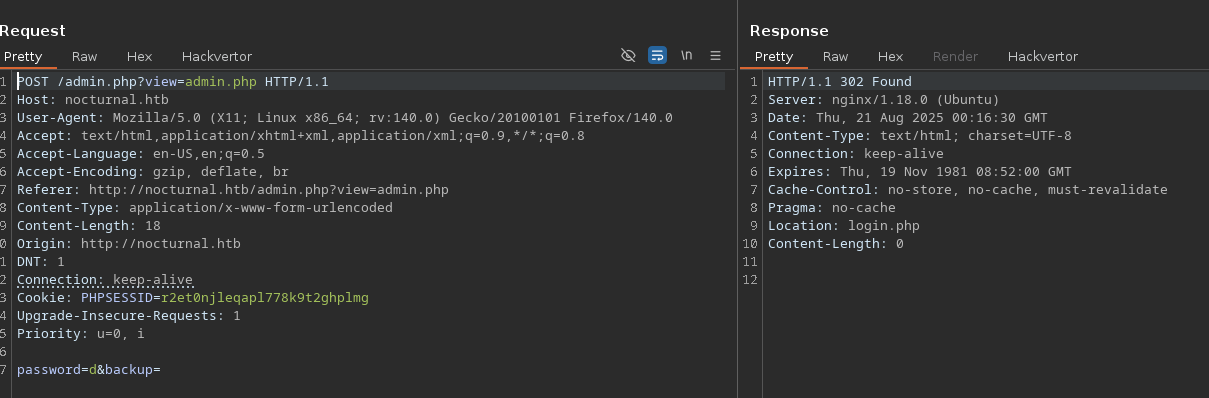 Request
Pretty Raw Hex Hackvertor \n
1 POST /admin.php?view=admin.php HTTP/1.1
2 Host: nocturnal.htb
3 User-Agent: Mozilla/5.0 (X11; Linux x86_64; rv:140.0) Gecko/20100101 Firefox/140.0
4 Accept: text/html,application/xhtml+xml,application/xml;q=0.9,*/*;q=0.8
5 Accept-Language: en-US,en;q=0.5
6 Accept-Encoding: gzip, deflate, br
7 Referer: http://nocturnal.htb/admin.php?view=admin.php
8 Content-Type: application/x-www-form-urlencoded
9 Content-Length: 18
0 Origin: http://nocturnal.htb
1 DNT: 1
2 Connection: keep-alive
3 Cookie: PHPSESSID=r2et0njleqapl778k9t2ghplmg
4 Upgrade-Insecure-Requests: 1
5 Priority: u=0, i
6
7 password=d&backup=
Response
Pretty Raw Hex Render Hackvertor
1 HTTP/1.1 302 Found
2 Server: nginx/1.18.0 (Ubuntu)
3 Date: Thu, 21 Aug 2025 00:16:30 GMT
4 Content-Type: text/html; charset=UTF-8
5 Connection: keep-alive
6 Expires: Thu, 19 Nov 1981 08:52:00 GMT
7 Cache-Control: no-store, no-cache, must-revalidate
8 Pragma: no-cache
9 Location: login.php
10 Content-Length: 0
11
12